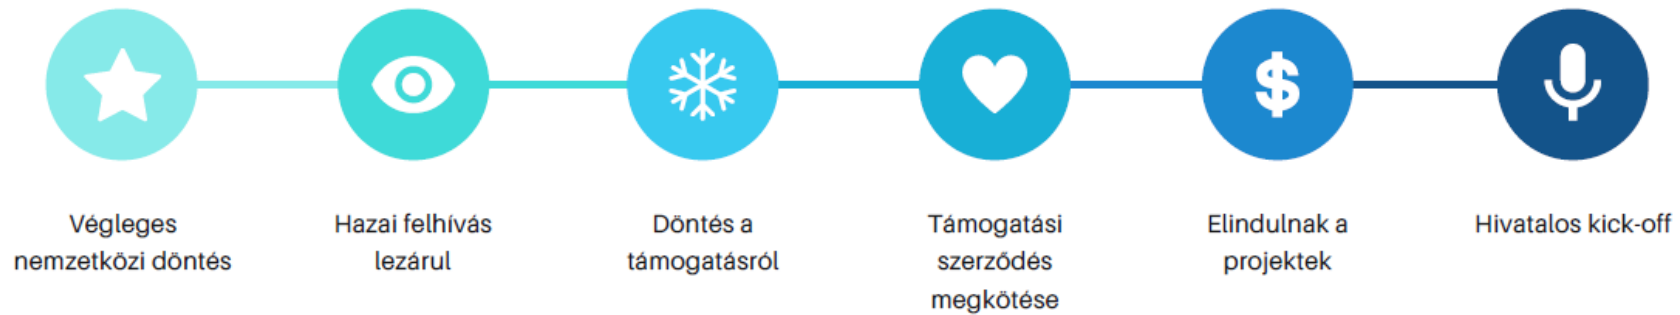 Végleges
nemzetközi döntés
Hazai felhívás
lezárul
Döntés a
támogatásról
Támogatási
szerződés
megkötése
Elindulnak a
projektek
Hivatalos kick-off